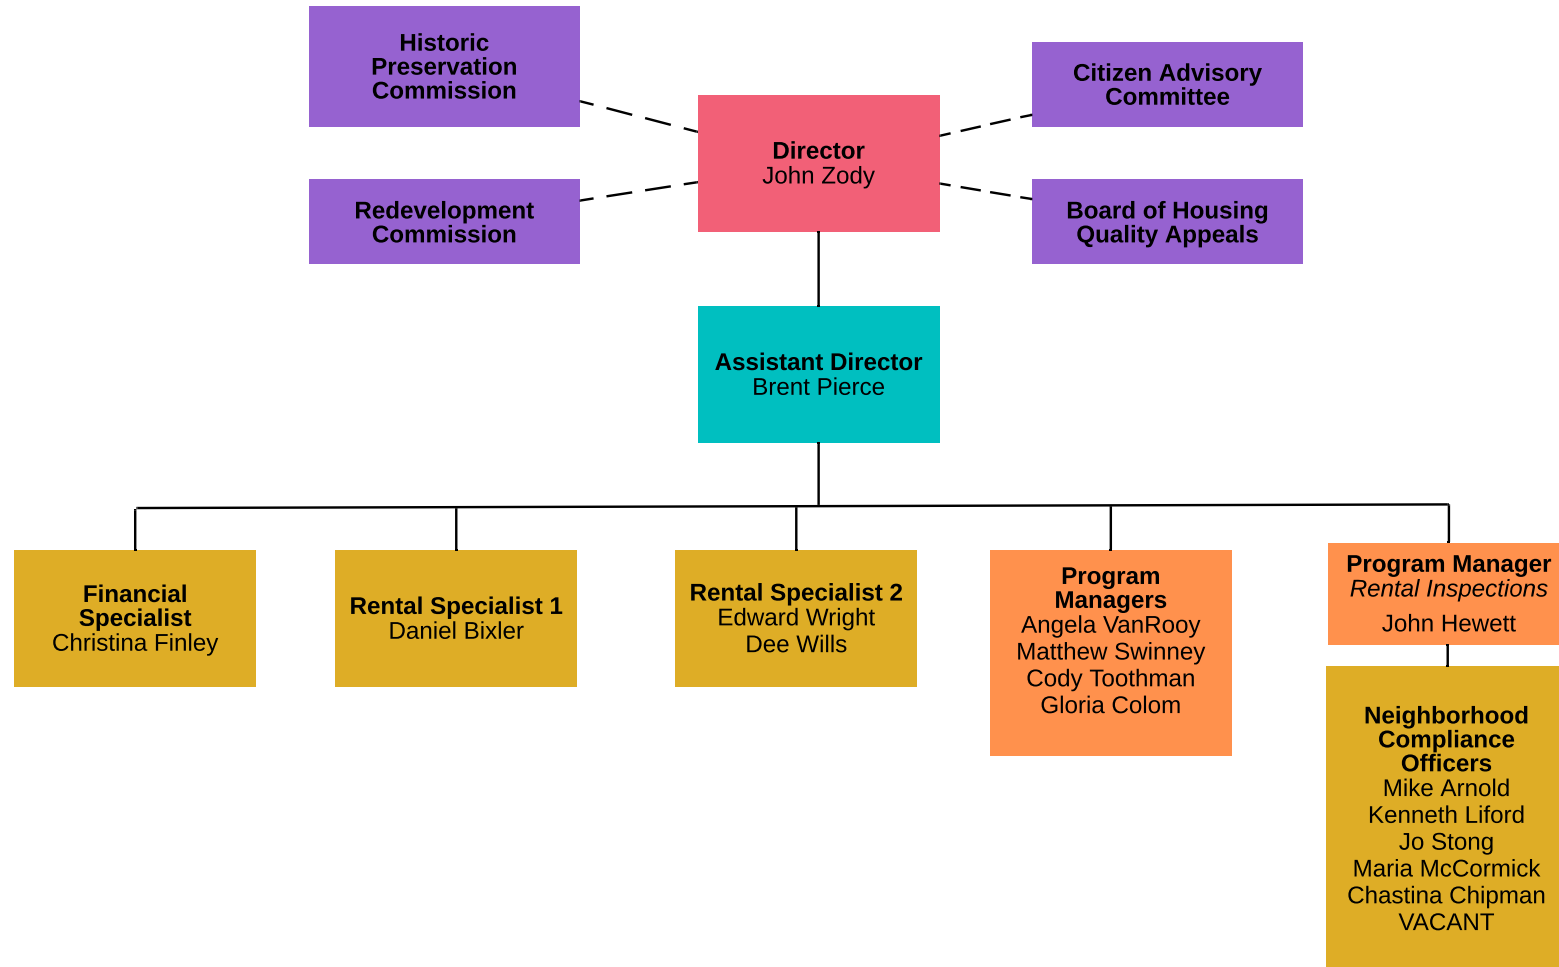 Historic
Preservation
Commission
Citizen Advisory
Committee
Director
John Zody
Redevelopment
Commission
Board of Housing
Quality Appeals
Assistant Director
Brent Pierce
Financial
Specialist
Christina Finley
Rental Specialist 1
Daniel Bixler
Rental Specialist 2
Edward Wright
Dee Wills
Program
Managers
Angela VanRooy
Matthew Swinney
Cody Toothman
Gloria Colom
Program Manager
Rental Inspections
John Hewett
Neighborhood
Compliance
Officers
Mike Arnold
Kenneth Liford
Jo Stong
Maria McCormick
Chastina Chipman
VACANT